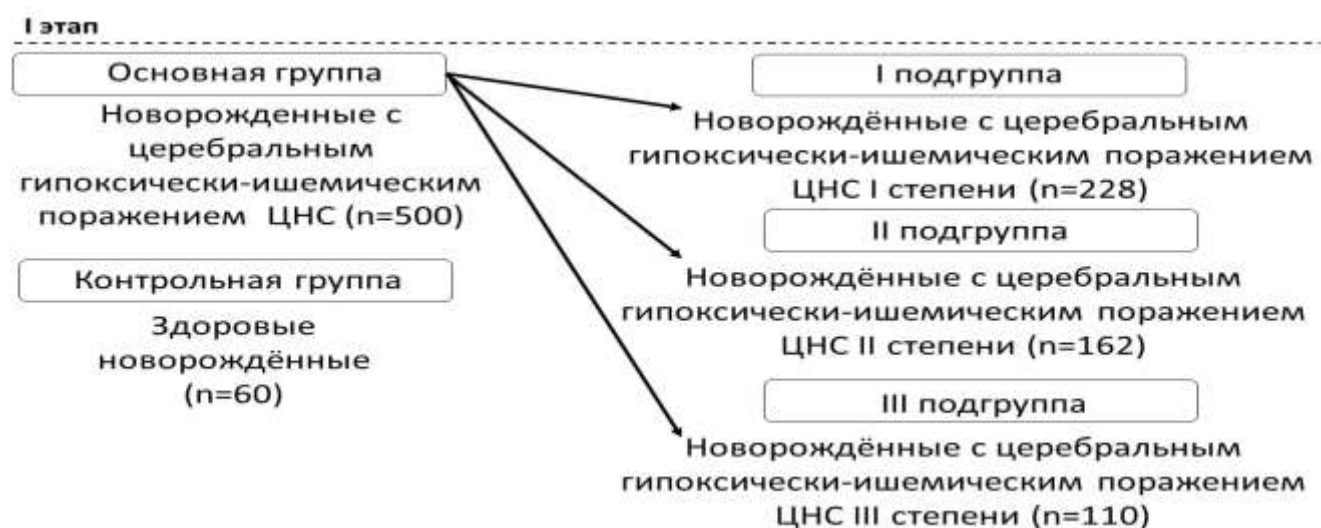 I этап
Основная группа
Новорожденные с
церебральным
гипоксически-ишемическим
поражением ЦНС (n=500)
Контрольная группа
Здоровые
новорождённые
(n=60)
I подгруппа
Новорождённые с церебральным
гипоксически-ишемическим поражением
ЦНС I степени (n=228)
II подгруппа
Новорождённые с церебральным
гипоксически-ишемическим поражением
ЦНС II степени (n=162)
III подгруппа
Новорождённые с церебральным
гипоксически-ишемическим поражением
ЦНС III степени (n=110)